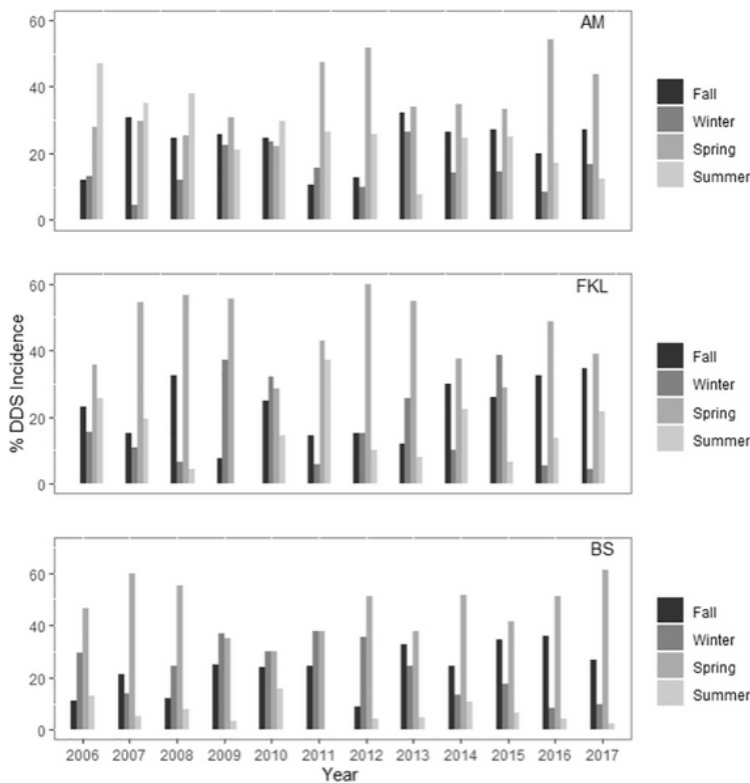 AM
60
40
20
0
Fall
Winter
Spring
Summer
FKL
60
40
20
0
Fall
Winter
Spring
Summer
% DDS Incidence
BS
60
40
20
0
Fall
Winter
Spring
Summer
2006 2007 2008 2009 2010 2011 2012 2013 2014 2015 2016 2017
Year